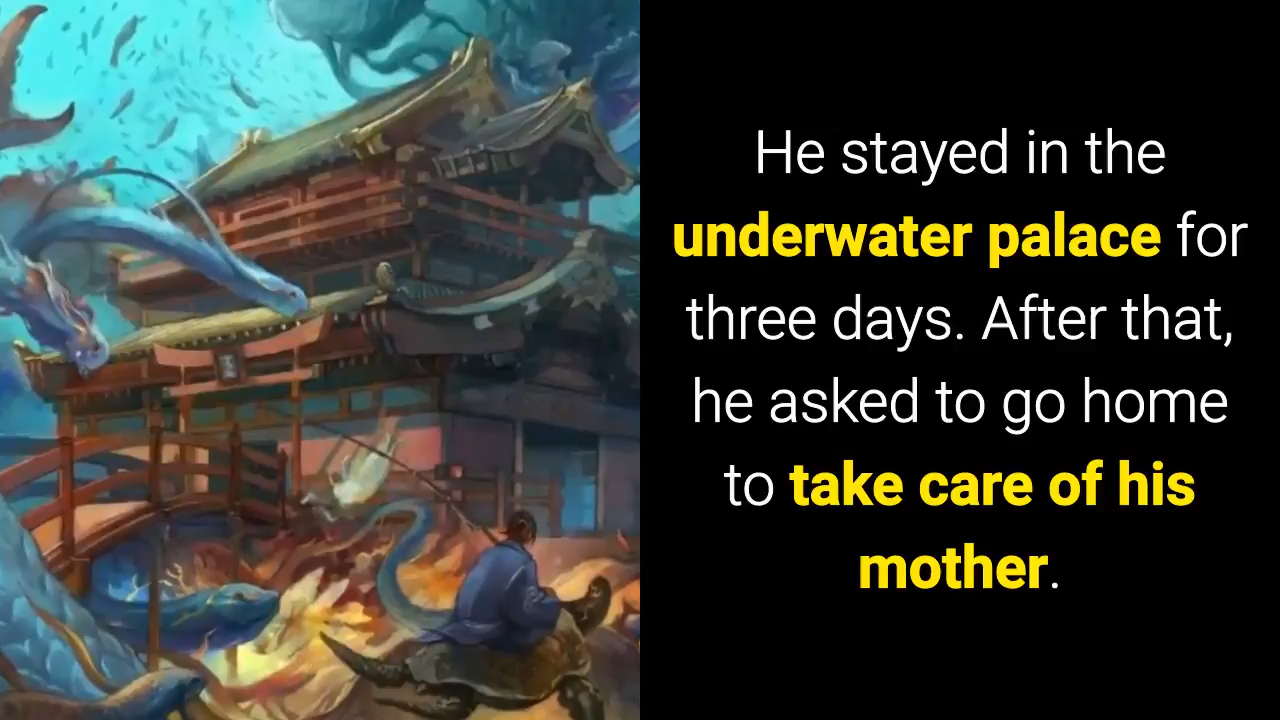 He stayed in the
underwater palace for
three days. After that,
he asked to go home
to take care of his
mother.